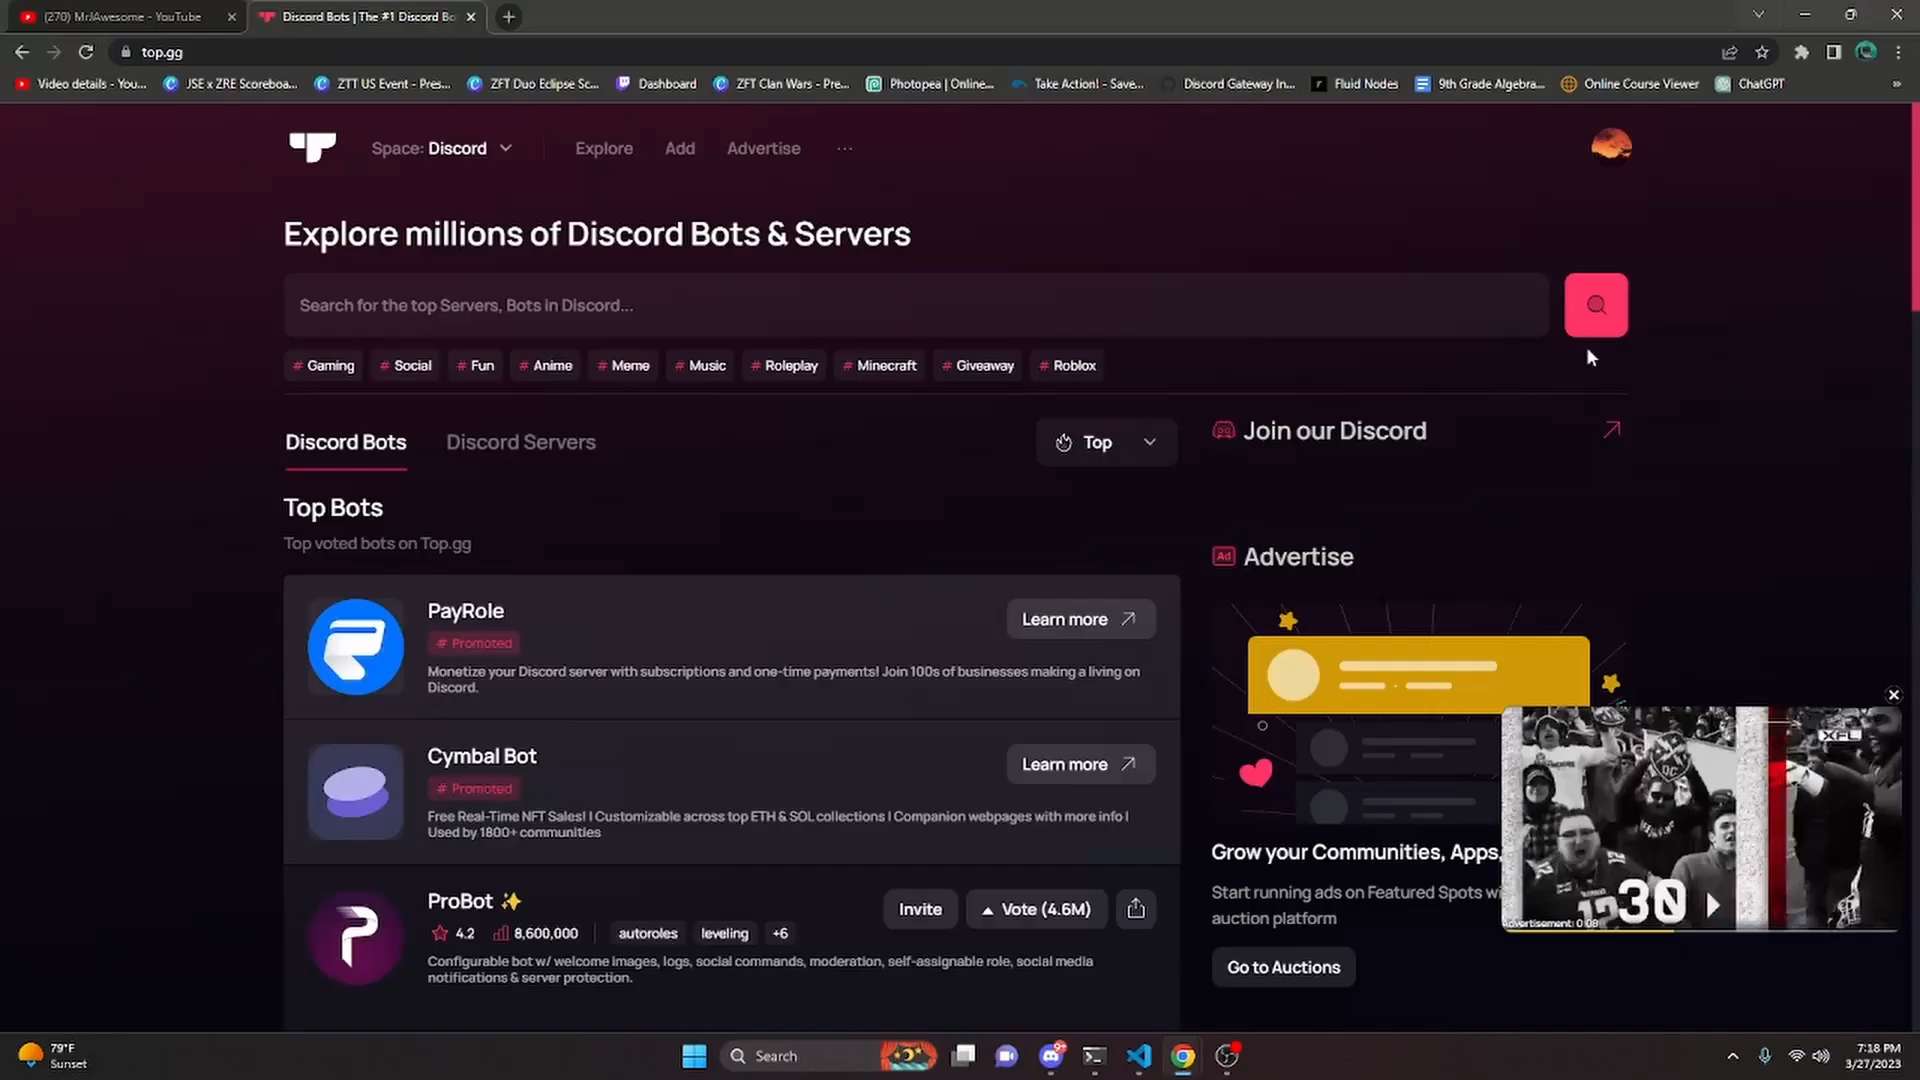 (270) MrJAwesome - YouTube
Discord Bots | The #1 Discord Bo
top.gg
Video details - You...
JSE x ZRE Scoreboa...
ZTT US Event - Pres...
ZFT Duo Eclipse Sc...
Dashboard
ZFT Clan Wars - Pre...
Photopea | Online...
Take Action! - Save...
Discord Gateway In...
Fluid Nodes
9th Grade Algebra...
Online Course Viewer
ChatGPT
»
Space: Discord
Explore
Add
Advertise
...
Explore millions of Discord Bots & Servers
Search for the top Servers, Bots in Discord...
# Gaming
# Social
# Fun
# Anime
# Meme
# Music
# Roleplay
# Minecraft
# Giveaway
# Roblox
Discord Bots
Discord Servers
Top
Join our Discord
Top Bots
Top voted bots on Top.gg
Ad
Advertise
PayRole
# Promoted
Monetize your Discord server with subscriptions and one-time payments! Join 100s of businesses making a living on
Discord.
Learn more
Cymbal Bot
# Promoted
Free Real-Time NFT Sales! | Customizable across top ETH & SOL collections | Companion webpages with more info |
Used by 1800+ communities
Learn more
ProBot ✨
4.2
8,600,000
autoroles
leveling
+6
Configurable bot w/ welcome images, logs, social commands, moderation, self-assignable role, social media
notifications & server protection.
Invite
Vote (4.6M)
Grow your Communities, Apps,
Start running ads on Featured Spots wi
auction platform
Go to Auctions
XFL
DC
12
30
Advertisement: 0:08
79°F
Sunset
Search
9+
7:18 PM
3/27/2023